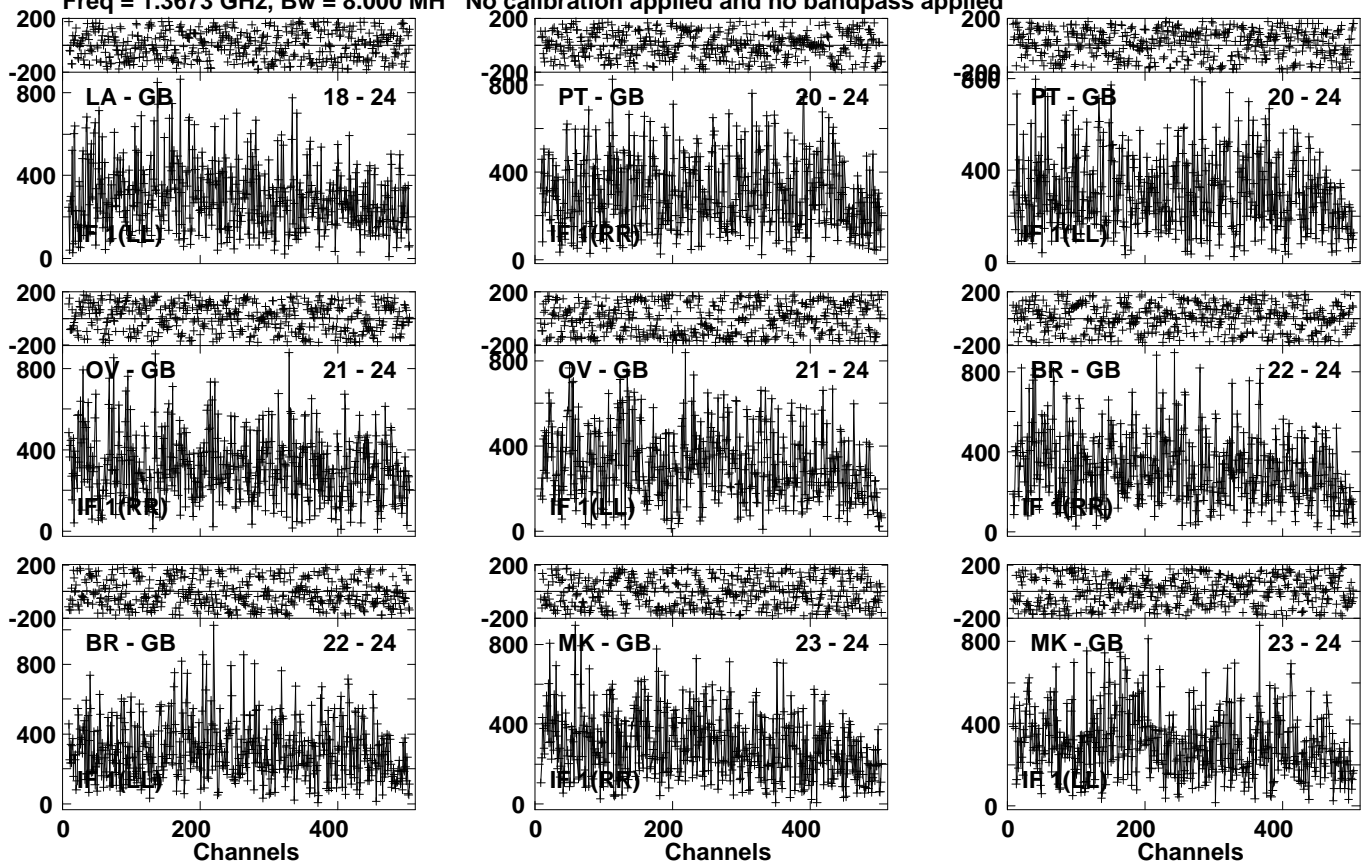 Freq = 1.3673 GHz, Bw = 8.000 MH No calibration applied and no bandpass applied
200
-200
800
400
0
LA - GB 18 - 24
IF 1(LL)
200
-200
800
400
0
PT - GB 20 - 24
IF 1(RR)
200
-200
800
400
0
PT - GB 20 - 24
IF 1(LL)
200
-200
800
400
0
OV - GB 21 - 24
IF 1(RR)
200
-200
800
400
0
OV - GB 21 - 24
IF 1(LL)
200
-200
800
400
0
BR - GB 22 - 24
IF 1(RR)
200
-200
800
400
0
BR - GB 22 - 24
IF 1(LL)
0 200 400
Channels
200
-200
800
400
0
MK - GB 23 - 24
IF 1(RR)
0 200 400
Channels
200
-200
800
400
0
MK - GB 23 - 24
IF 1(LL)
0 200 400
Channels